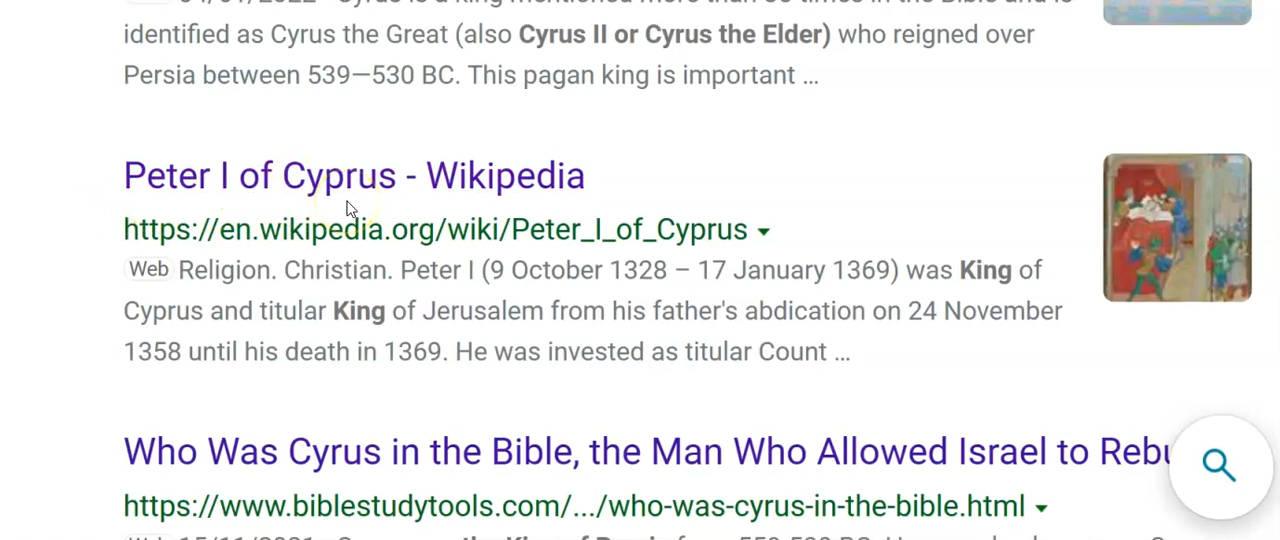 identified as Cyrus the Great (also Cyrus II or Cyrus the Elder) who reigned over
Persia between 539—530 BC. This pagan king is important ...
Peter I of Cyprus - Wikipedia
https://en.wikipedia.org/wiki/Peter_I_of_Cyprus
Web Religion. Christian. Peter I (9 October 1328 – 17 January 1369) was King of
Cyprus and titular King of Jerusalem from his father's abdication on 24 November
1358 until his death in 1369. He was invested as titular Count ...
Who Was Cyrus in the Bible, the Man Who Allowed Israel to
https://www.biblestudytools.com/.../who-was-cyrus-in-the-bible.html